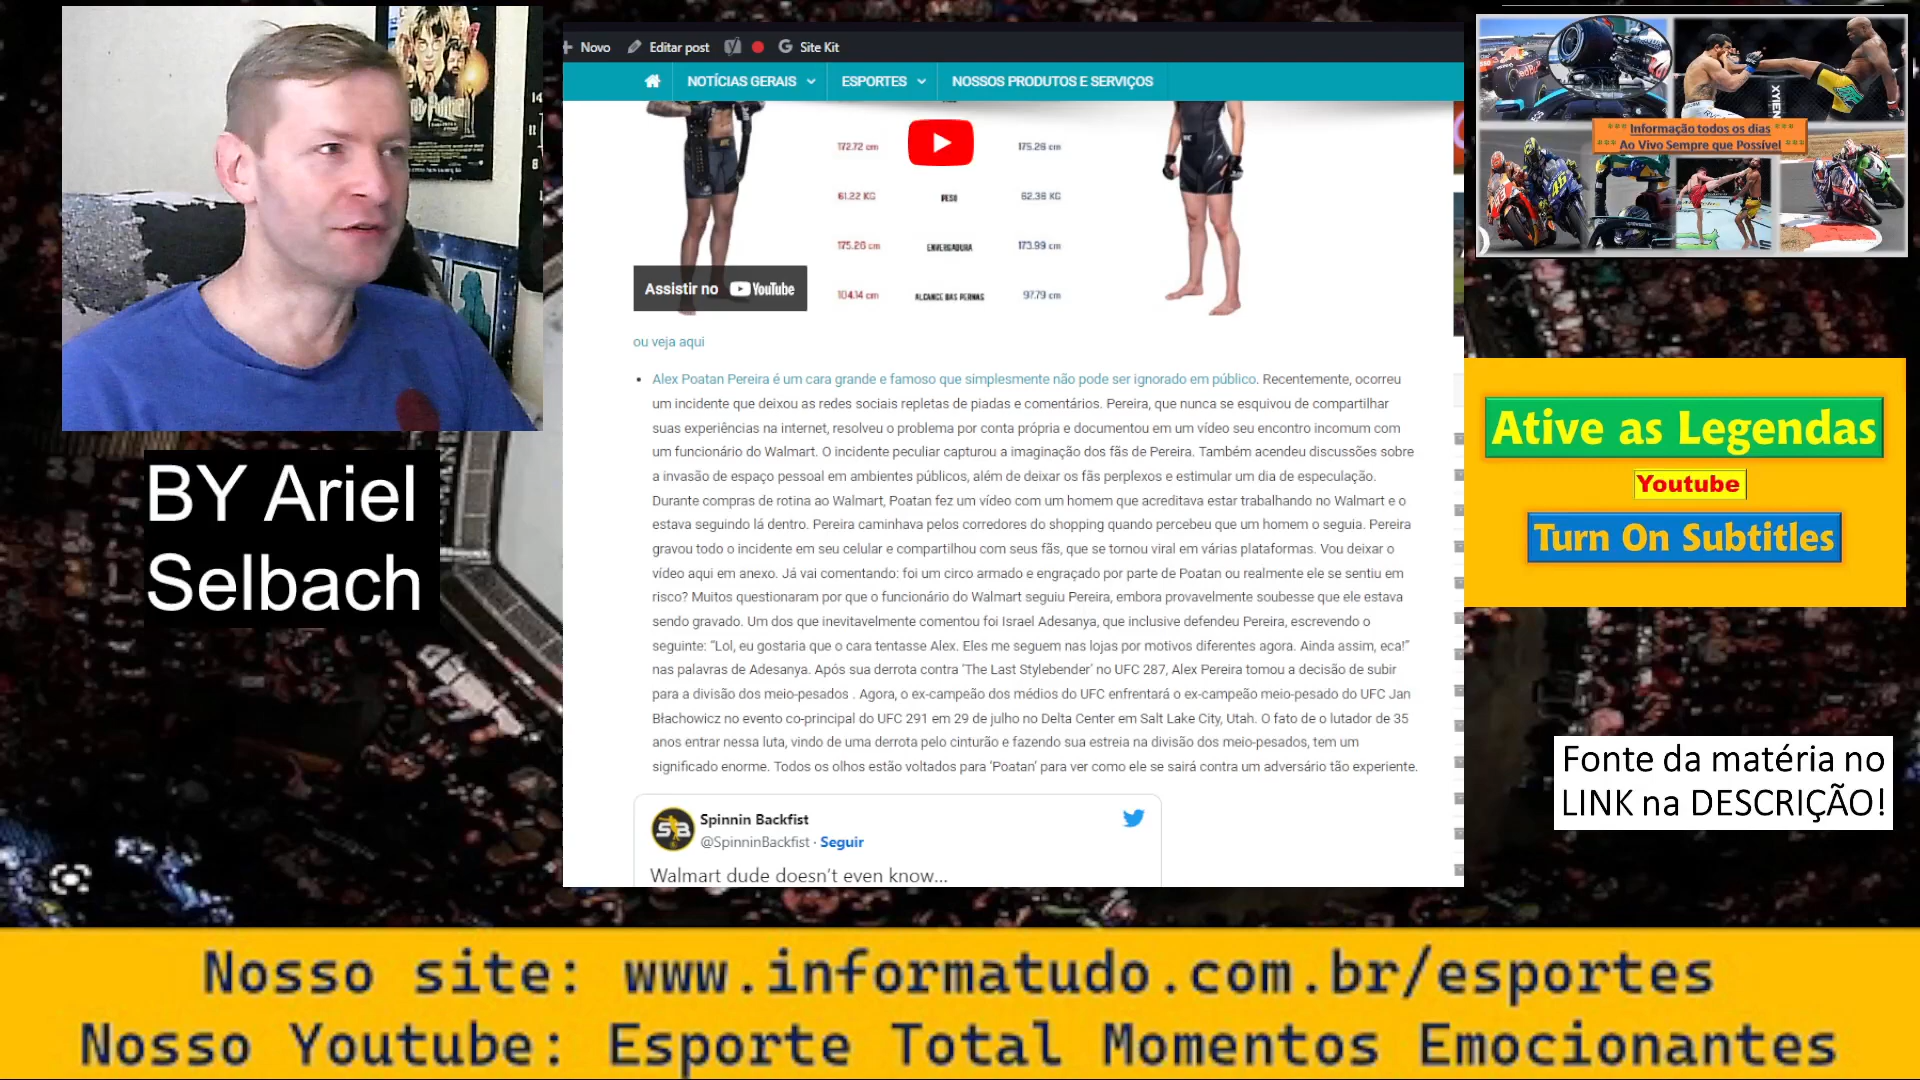 Novo
Editar post
Site Kit
NOTÍCIAS GERAIS
ESPORTES
NOSSOS PRODUTOS E SERVIÇOS
172.72 cm
175.26 cm
61.22 KG
PESO
62.36 KG
175.26 cm
ENVERGADURA
173.99 cm
104.14 cm
ALCANCE DAS PERNAS
97.79 cm
Assistir no YouTube
ou veja aqui
Alex Poatan Pereira é um cara grande e famoso que simplesmente não pode ser ignorado em público. Recentemente, ocorreu
um incidente que deixou as redes sociais repletas de piadas e comentários. Pereira, que nunca se esquivou de compartilhar
suas experiências na internet, resolveu o problema por conta própria e documentou em um vídeo seu encontro incomum com
um funcionário do Walmart. O incidente peculiar capturou a imaginação dos fãs de Pereira. Também acendeu discussões sobre
a invasão de espaço pessoal em ambientes públicos, além de deixar os fãs perplexos e estimular um dia de especulação.
Durante compras de rotina ao Walmart, Poatan fez um vídeo com um homem que acreditava estar trabalhando no Walmart e o
estava seguindo lá dentro. Pereira caminhava pelos corredores do shopping quando percebeu que um homem o seguia. Pereira
gravou todo o incidente em seu celular e compartilhou com seus fãs, que se tornou viral em várias plataformas. Vou deixar o
vídeo aqui em anexo. Já vai comentando: foi um circo armado e engraçado por parte de Poatan ou realmente ele se sentiu em
risco? Muitos questionaram por que o funcionário do Walmart seguiu Pereira, embora provavelmente soubesse que ele estava
sendo gravado. Um dos que inevitavelmente comentou foi Israel Adesanya, que inclusive defendeu Pereira, escrevendo o
seguinte: “Lol, eu gostaria que o cara tentasse Alex. Eles me seguem nas lojas por motivos diferentes agora. Ainda assim, eca!”
nas palavras de Adesanya. Após sua derrota contra ‘The Last Stylebender’ no UFC 287, Alex Pereira tomou a decisão de subir
para a divisão dos meio-pesados . Agora, o ex-campeão dos médios do UFC enfrentará o ex-campeão meio-pesado do UFC Jan
Błachowicz no evento co-principal do UFC 291 em 29 de julho no Delta Center em Salt Lake City, Utah. O fato de o lutador de 35
anos entrar nessa luta, vindo de uma derrota pelo cinturão e fazendo sua estreia na divisão dos meio-pesados, tem um
significado enorme. Todos os olhos estão voltados para ‘Poatan’ para ver como ele se sairá contra um adversário tão experiente.
SB
Spinnin Backfist
@SpinninBackfist · Seguir
Walmart dude doesn’t even know...
BY Ariel
Selbach
*** Informação todos os dias ***
*** Ao Vivo Sempre que Possível ***
XYIEN
Ative as Legendas
Youtube
Turn On Subtitles
Fonte da matéria no
LINK na DESCRIÇÃO!
Nosso site: www.informatudo.com.br/esportes
Nosso Youtube: Esporte Total Momentos Emocionantes